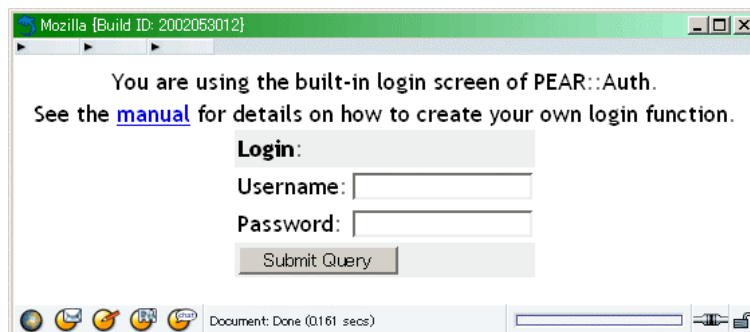 Mozilla {Build ID: 2002053012}
You are using the built-in login screen of PEAR::Auth.
See the manual for details on how to create your own login function.
Login:
Username:
Password:
Submit Query
Document: Done (0.161 secs)